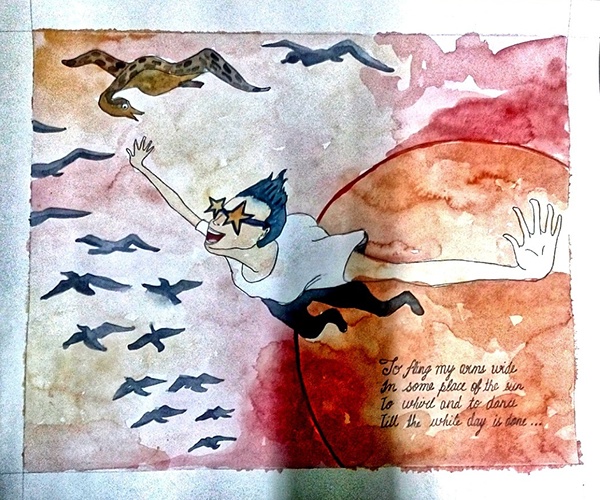 To fling my arms wide
In some place of the sun
To whirl and to dance
Till the white day is done...